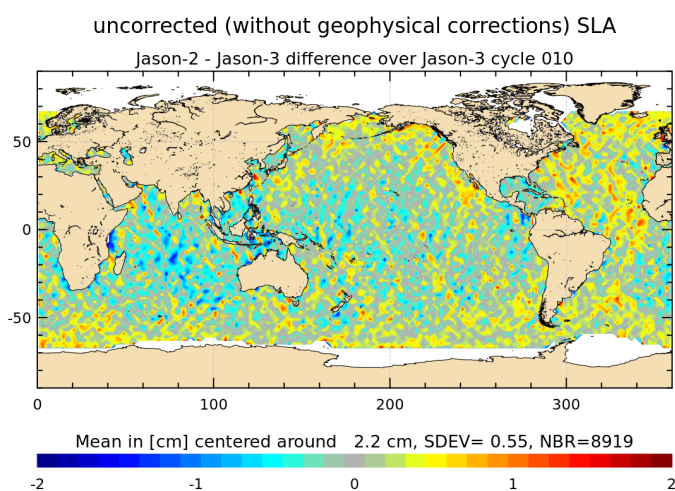 uncorrected (without geophysical corrections) SLA
Jason-2 - Jason-3 difference over Jason-3 cycle 010
50
0
-50
0 100 200 300
Mean in [cm] centered around 2.2 cm, SDEV= 0.55, NBR=8919
-2 -1 0 1 2